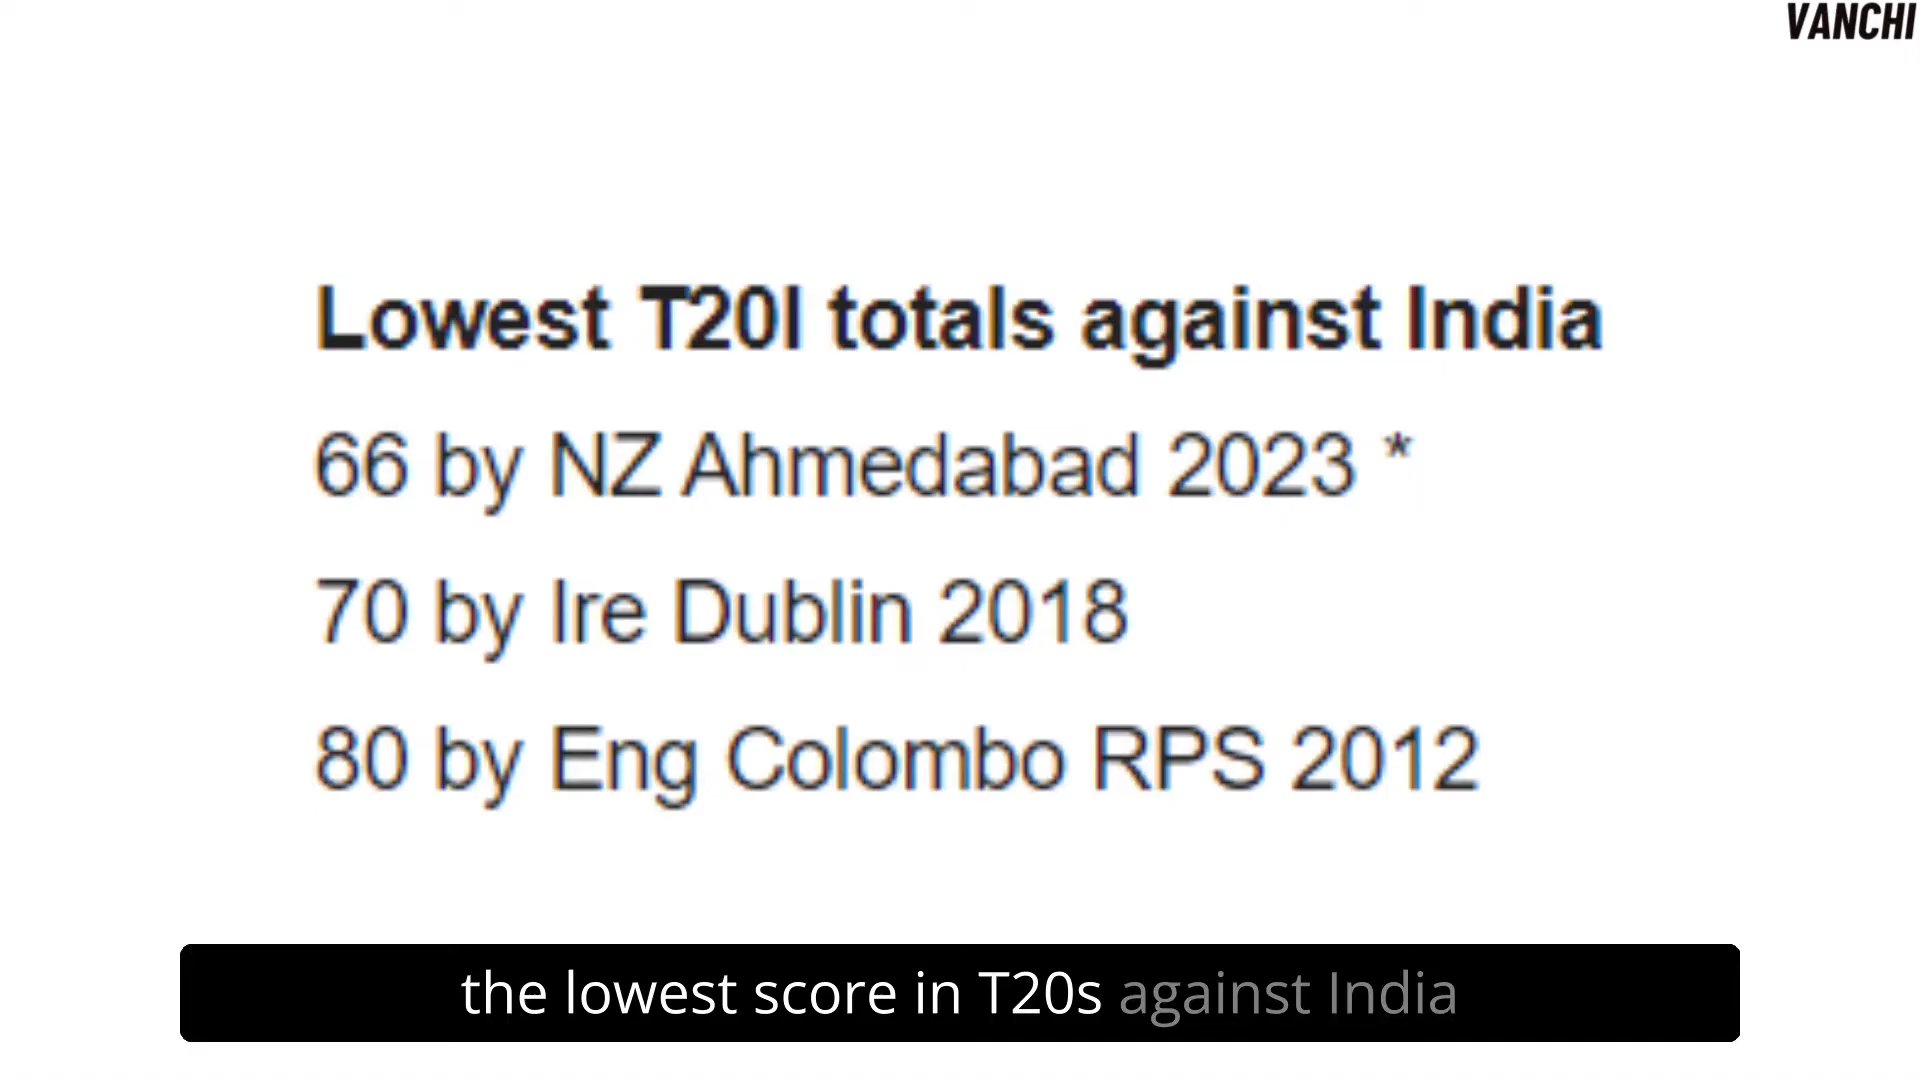 VANCHI
Lowest T20I totals against India
66 by NZ Ahmedabad 2023 *
70 by Ire Dublin 2018
80 by Eng Colombo RPS 2012
the lowest score in T20s against India